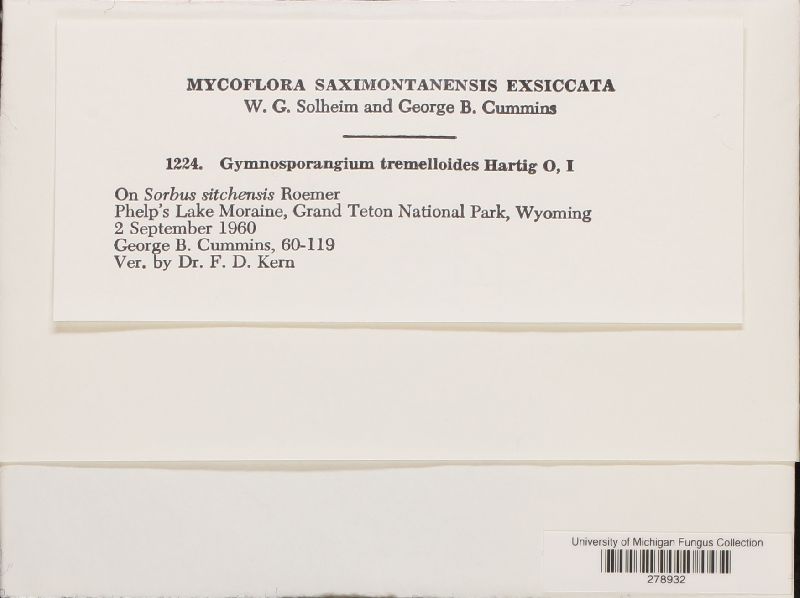 MYCOFLORA SAXIMONTANENSIS EXSICCATA
W. G. Solheim and George B. Cummins
1224. Gymnosporangium tremelloides Hartig O, I
On Sorbus sitchensis Roemer
Phelp's Lake Moraine, Grand Teton National Park, Wyoming
2 September 1960
George B. Cummins, 60-119
Ver. by Dr. F. D. Kern
University of Michigan Fungus Collection
278932